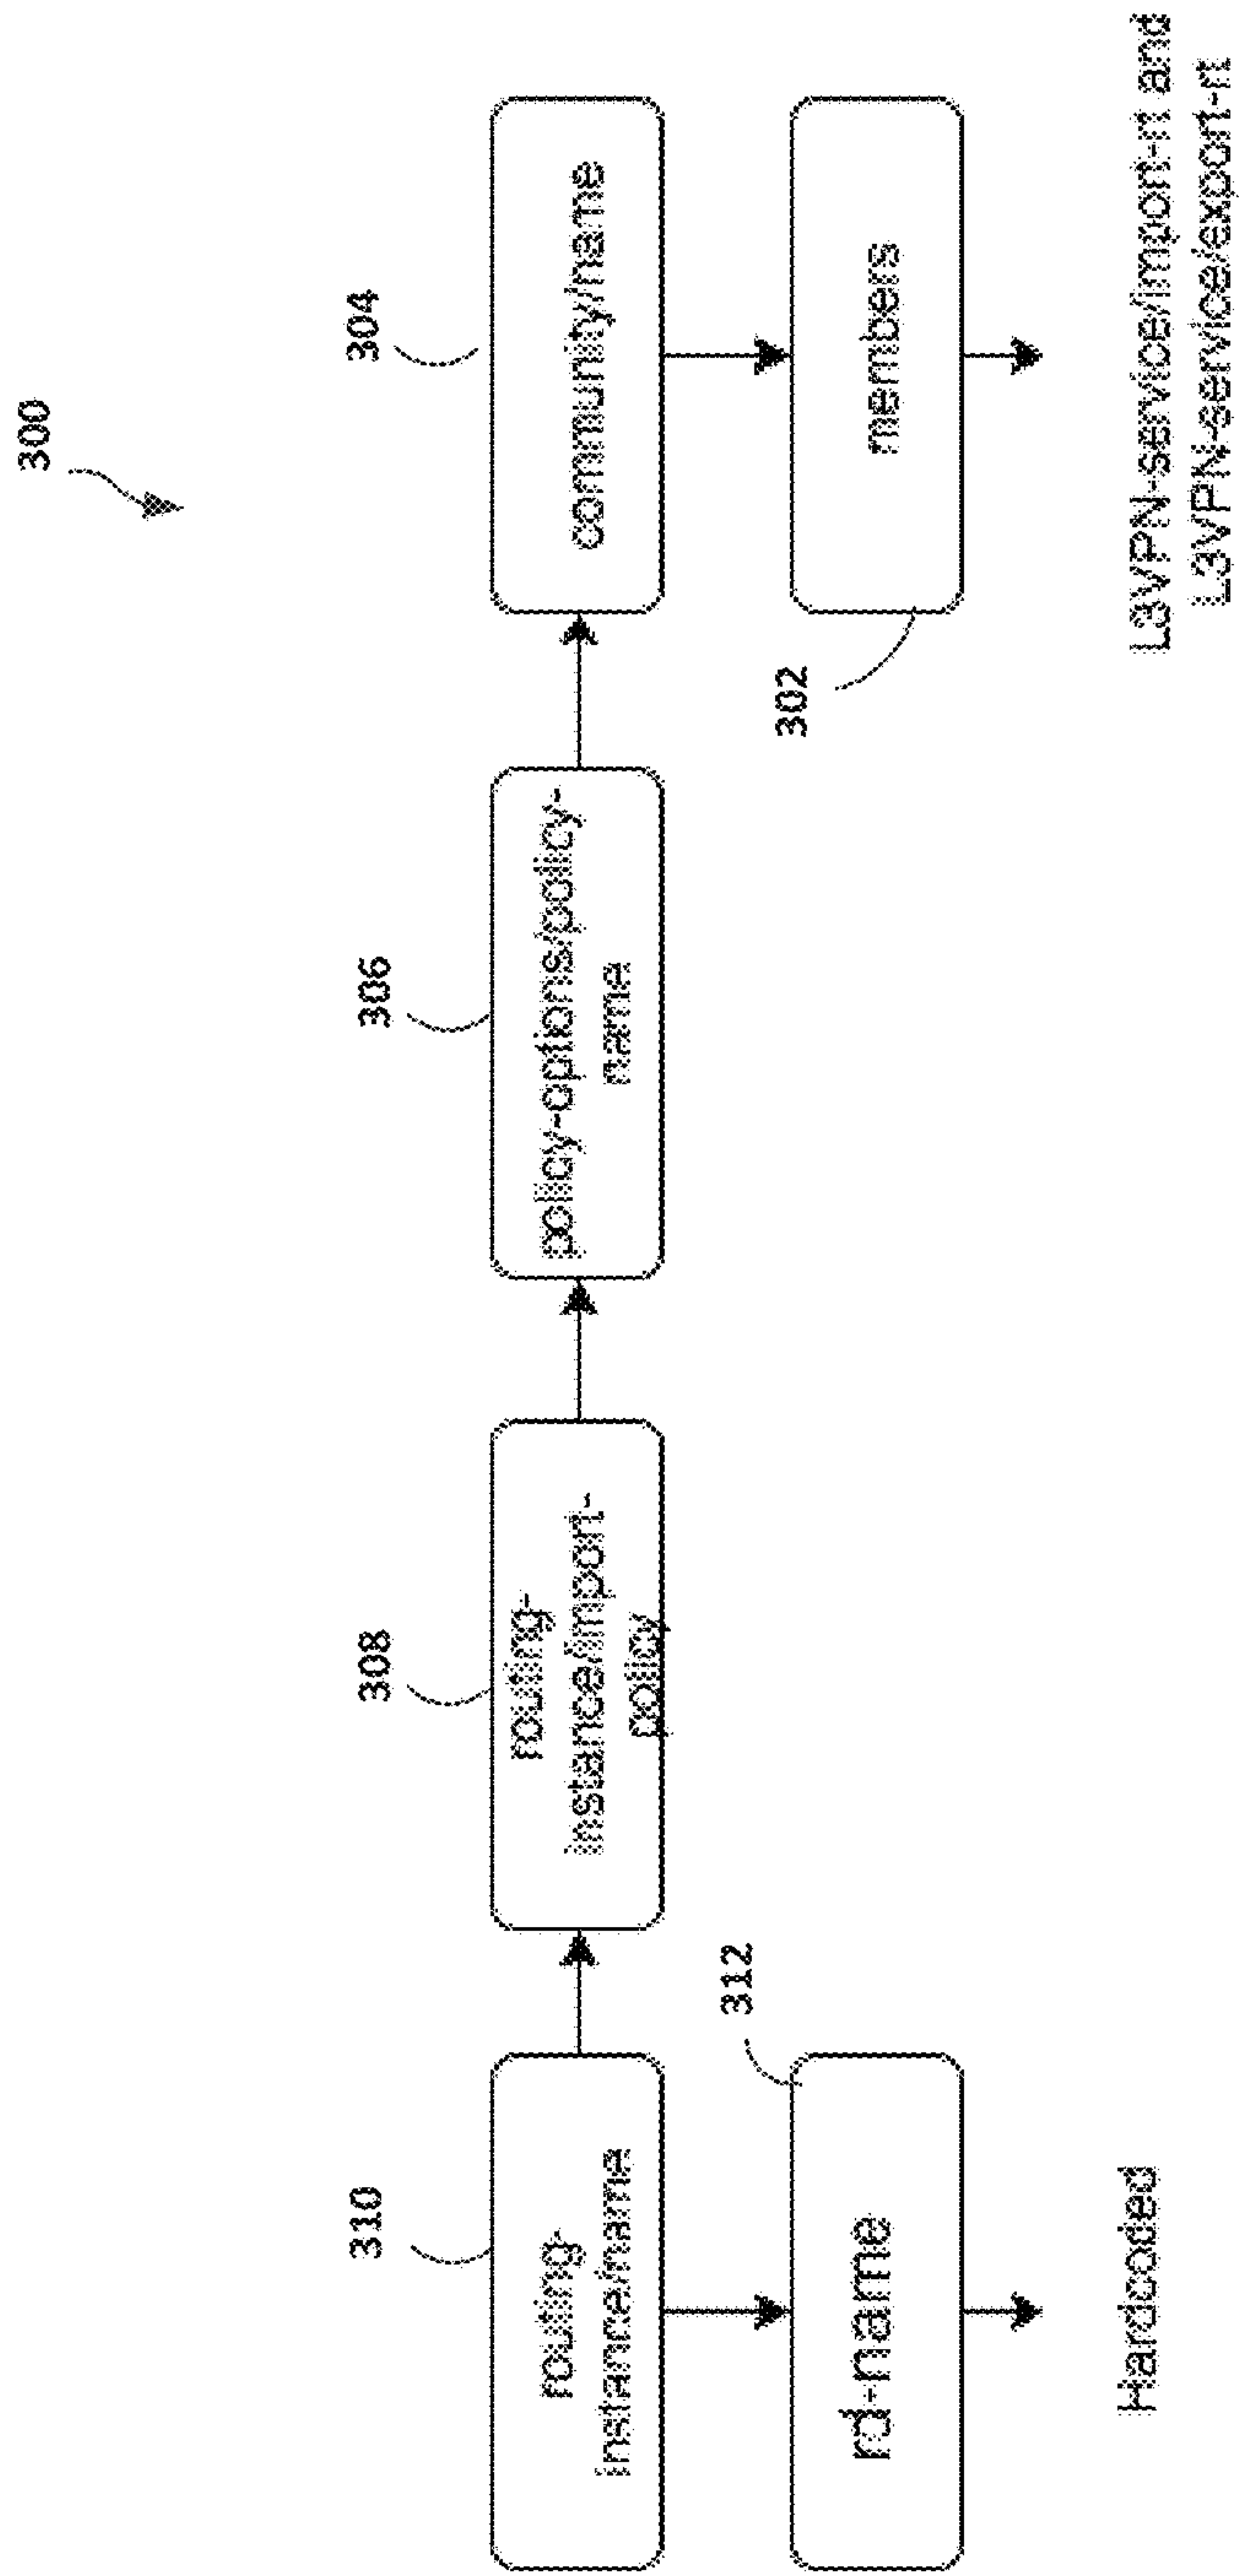 300
310
308
306
304
routing-
instance/name
routing-
instance/import-
policy
policy-options/policy-
name
community/name
312
302
rd-name
members
Hardcoded
L3VPN-service/import-rt and
L3VPN-service/export-rt